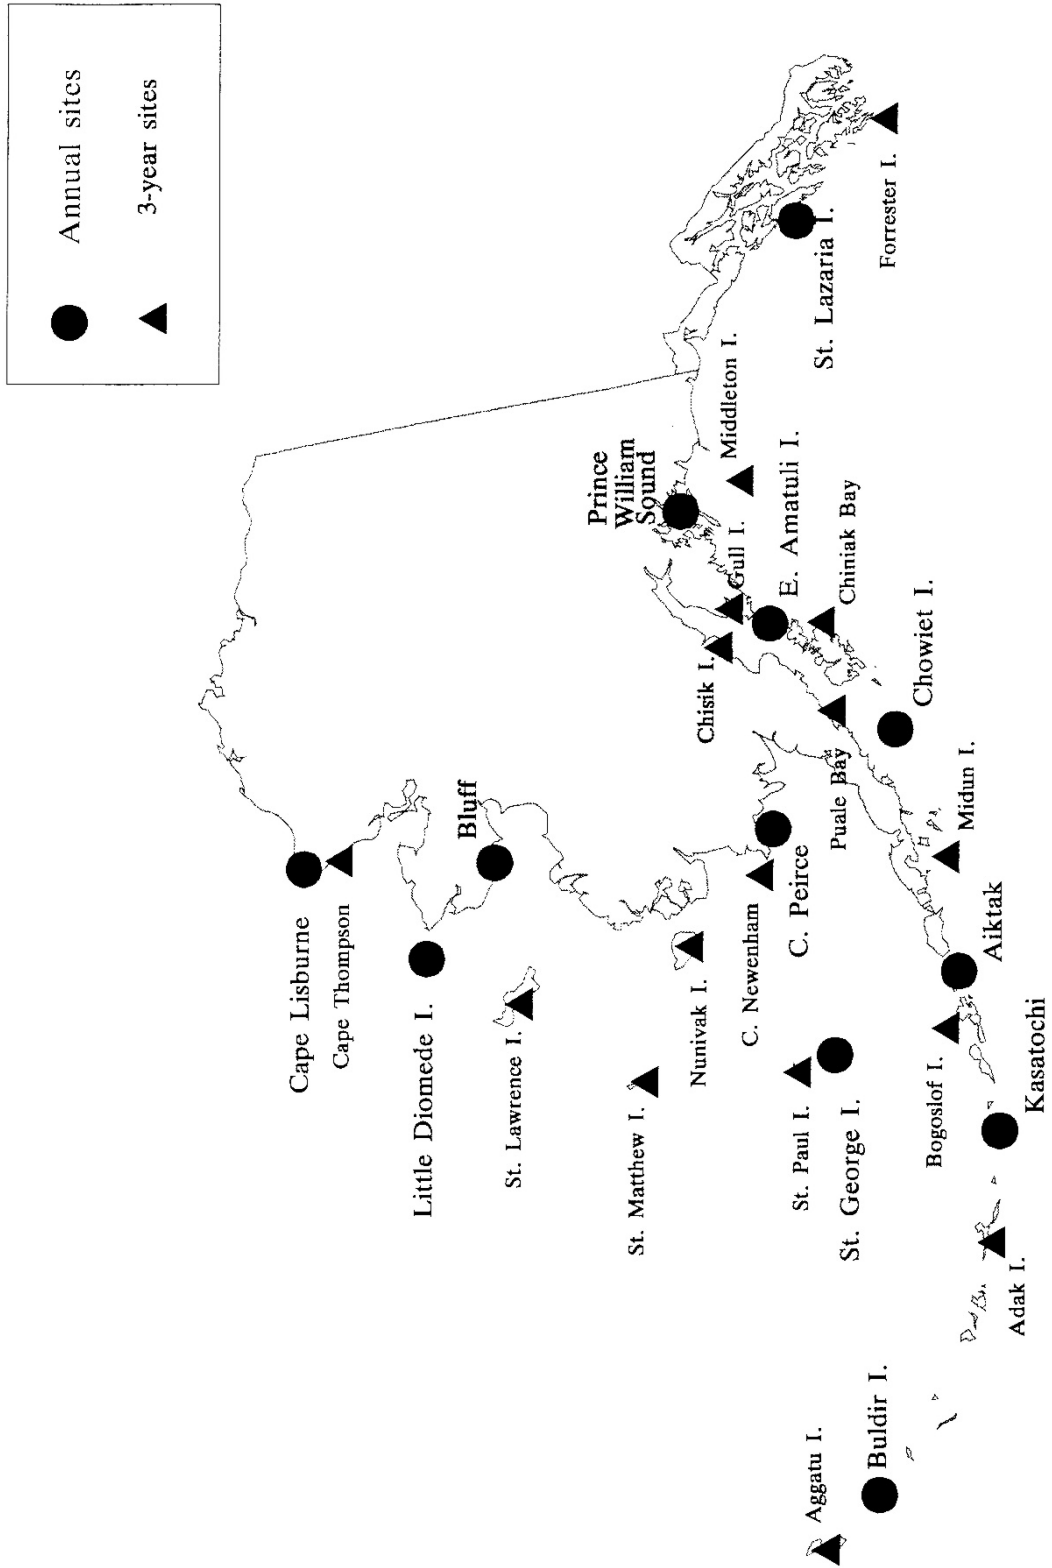 Annual sites
3-year sites
Cape Lisburne
Cape Thompson
Little Diomede I.
Bluff
St. Lawrence I.
St. Matthew I.
Nunivak I.
C. Newenham
C. Peirce
St. Paul I.
St. George I.
Prince
William
Sound
Middleton I.
Gull I.
E. Amatuli I.
Chisik I.
Chiniak Bay
Puale Bay
Chowiet I.
Midun I.
Aiktak
Bogoslof I.
Kasatochi
Adak I.
Buldir I.
Aggatu I.
St. Lazaria I.
Forrester I.